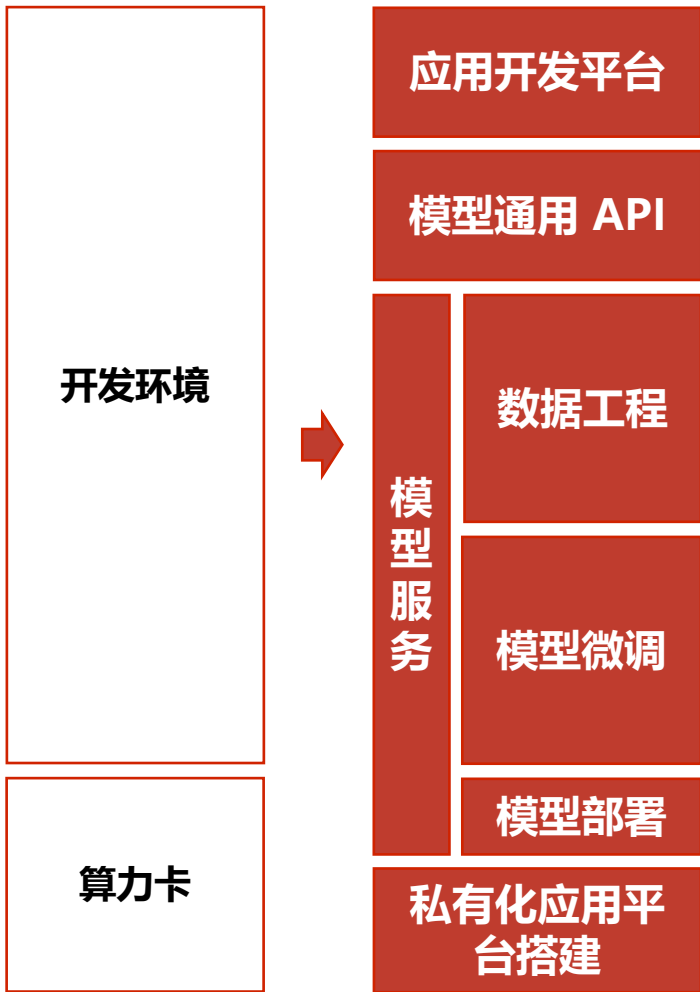 开发环境
算力卡
应用开发平台
模型通用 API
模型服务
数据工程
模型微调
模型部署
私有化应用平
台搭建